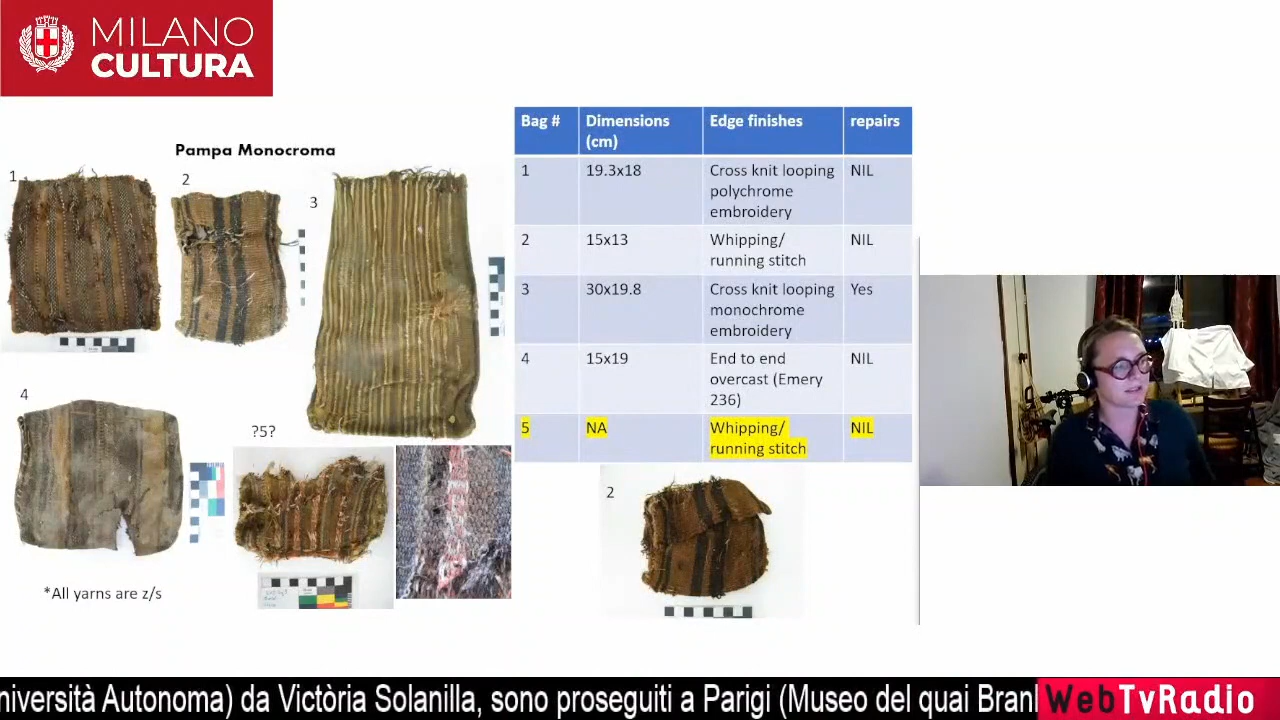 MILANO
CULTURA
Pampa Monocroma
1
2
3
4
?5?
*All yarns are z/s
Bag #
Dimensions
(cm)
Edge finishes
repairs
1
19.3x18
Cross knit looping
polychrome
embroidery
NIL
2
15x13
Whipping/
running stitch
NIL
3
30x19.8
Cross knit looping
monochrome
embroidery
Yes
4
15x19
End to end
overcast (Emery
236)
NIL
5
NA
Whipping/
running stitch
NIL
2
niversità Autonoma) da Victòria Solanilla, sono proseguiti a Parigi (Museo del quai Branl
WebTvRadio